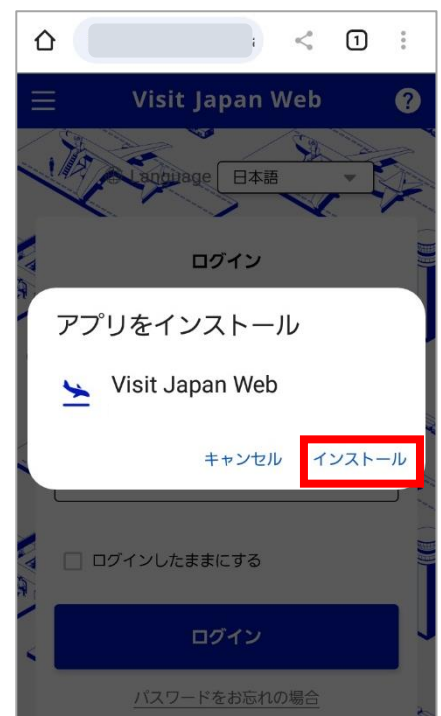 1
Visit Japan Web
?
Language 日本語
ログイン
アプリをインストール
Visit Japan Web
キャンセル インストール
ログインしたままにする
ログイン
パスワードをお忘れの場合